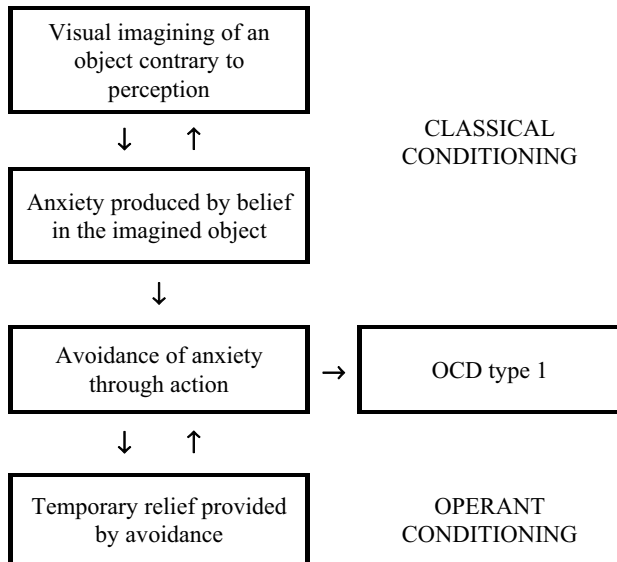 Visual imagining of an
object contrary to
perception
↓ ↑
CLASSICAL
CONDITIONING
Anxiety produced by belief
in the imagined object
↓
Avoidance of anxiety
through action
→
OCD type 1
↓ ↑
Temporary relief provided
by avoidance
OPERANT
CONDITIONING